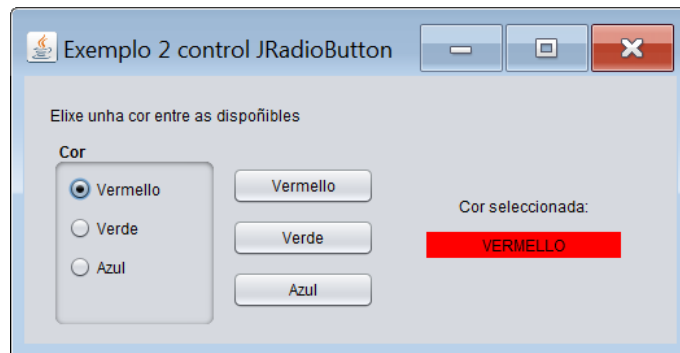 Exemplo 2 control JRadioButton
Elixe unha cor entre as dispoñibles
Cor
Vermello
Verde
Azul
Vermello
Verde
Azul
Cor seleccionada:
VERMELLO